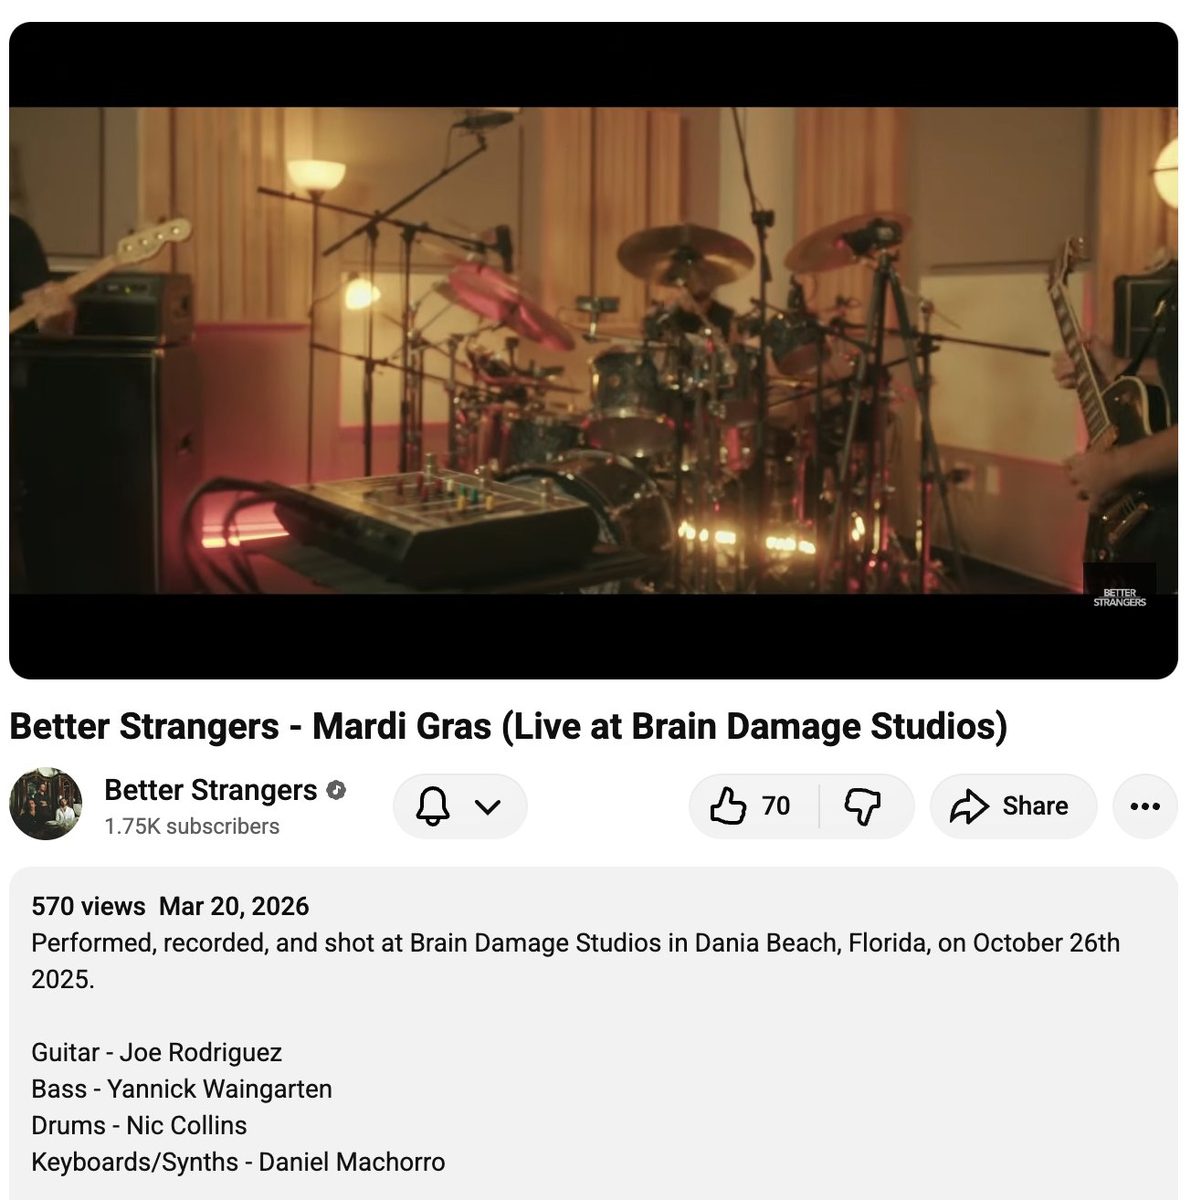 BETTER
STRANGERS
Better Strangers - Mardi Gras (Live at Brain Damage Studios)
Better Strangers
1.75K subscribers
70
Share
570 views  Mar 20, 2026
Performed, recorded, and shot at Brain Damage Studios in Dania Beach, Florida, on October 26th
2025.
Guitar - Joe Rodriguez
Bass - Yannick Waingarten
Drums - Nic Collins
Keyboards/Synths - Daniel Machorro